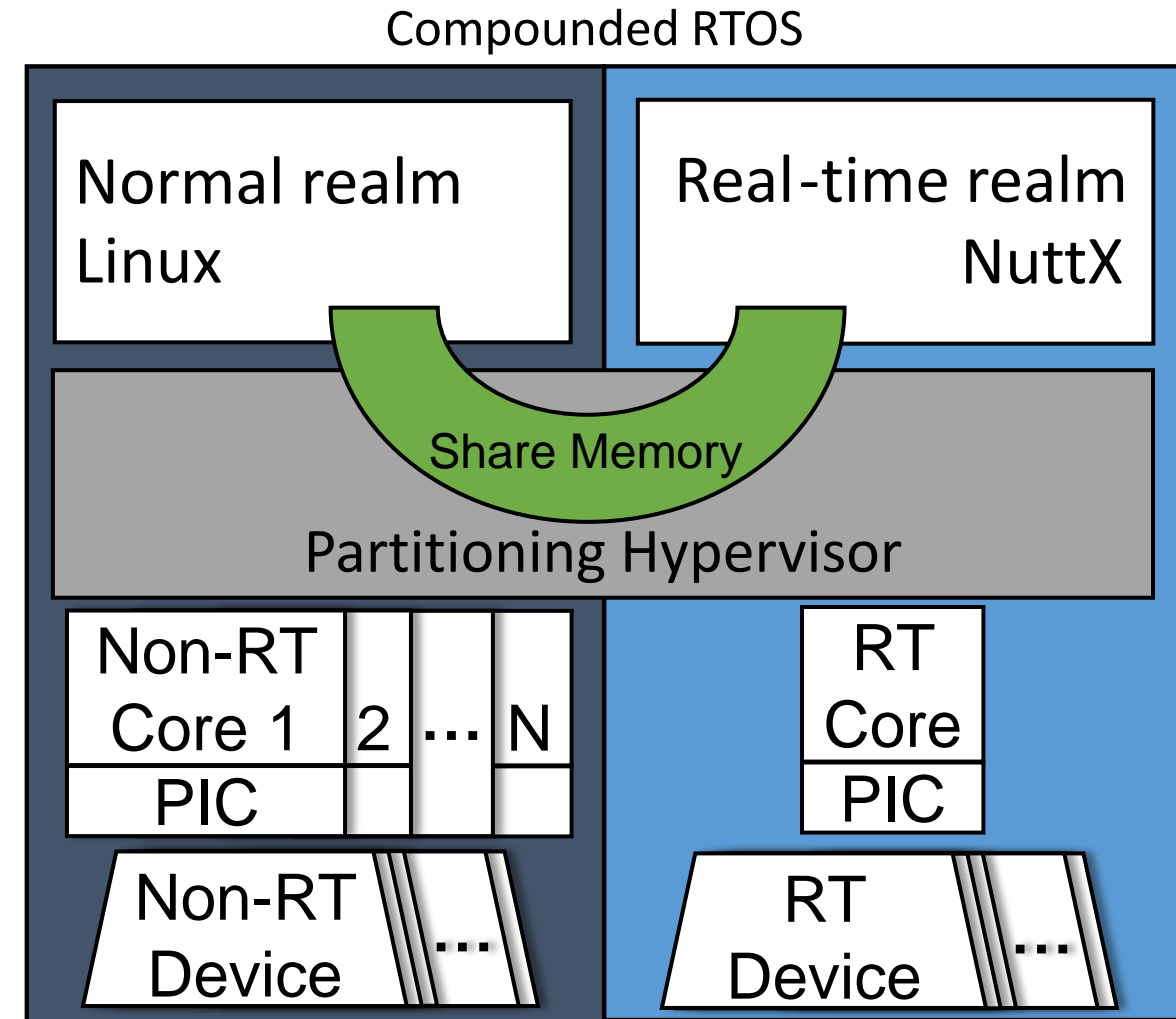 Compounded RTOS
Normal realm
Linux
Real-time realm
NuttX
Share Memory
Partitioning Hypervisor
Non-RT
Core 1
2
...
N
PIC
RT
Core
PIC
Non-RT
Device
...
RT
Device
...